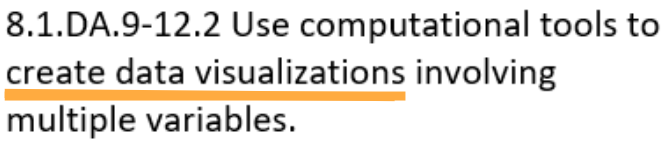 8.1.DA.9-12.2 Use computational tools to
create data visualizations involving
multiple variables.